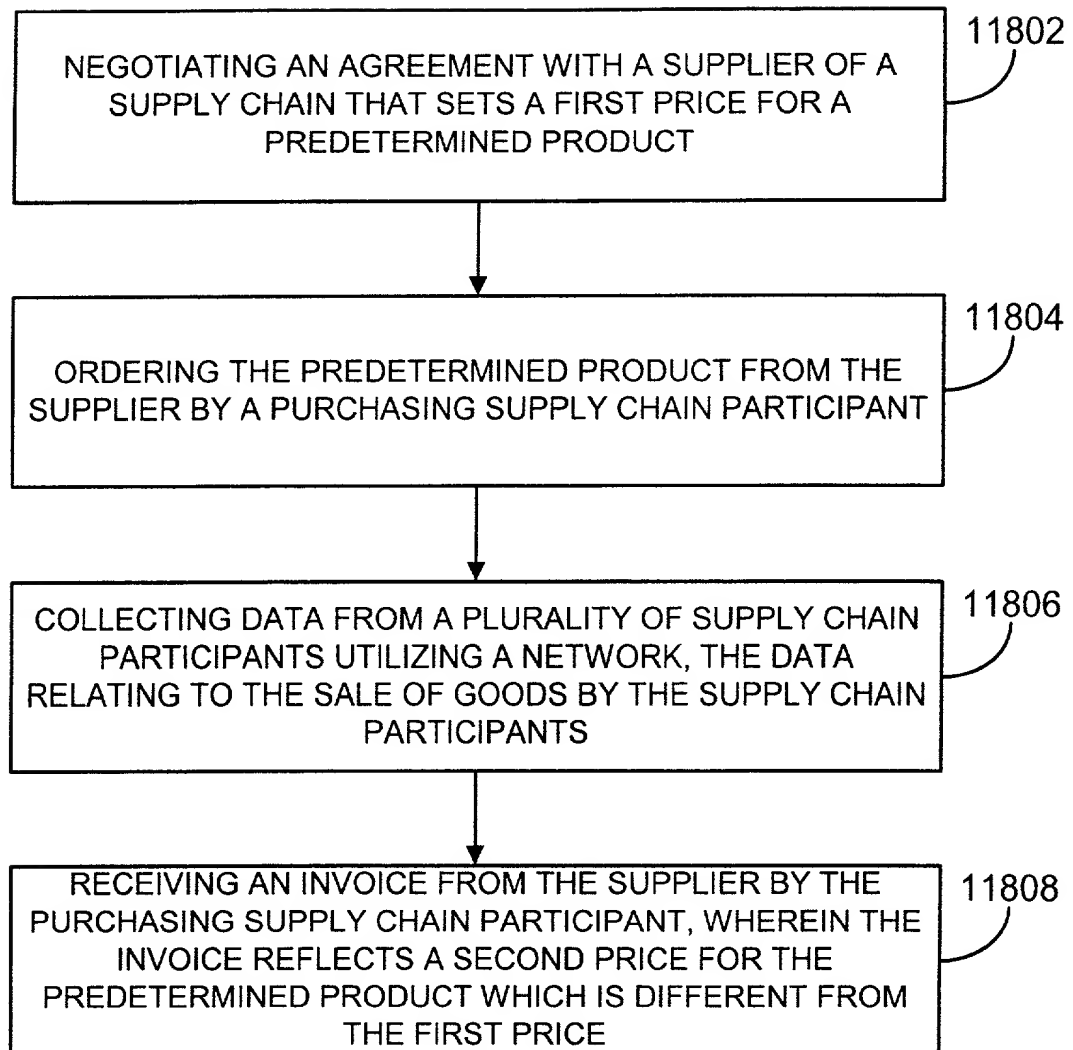 11802
NEGOTIATING AN AGREEMENT WITH A SUPPLIER OF A
SUPPLY CHAIN THAT SETS A FIRST PRICE FOR A
PREDETERMINED PRODUCT
11804
ORDERING THE PREDETERMINED PRODUCT FROM THE
SUPPLIER BY A PURCHASING SUPPLY CHAIN PARTICIPANT
11806
COLLECTING DATA FROM A PLURALITY OF SUPPLY CHAIN
PARTICIPANTS UTILIZING A NETWORK, THE DATA
RELATING TO THE SALE OF GOODS BY THE SUPPLY CHAIN
PARTICIPANTS
11808
RECEIVING AN INVOICE FROM THE SUPPLIER BY THE
PURCHASING SUPPLY CHAIN PARTICIPANT, WHEREIN THE
INVOICE REFLECTS A SECOND PRICE FOR THE
PREDETERMINED PRODUCT WHICH IS DIFFERENT FROM
THE FIRST PRICE